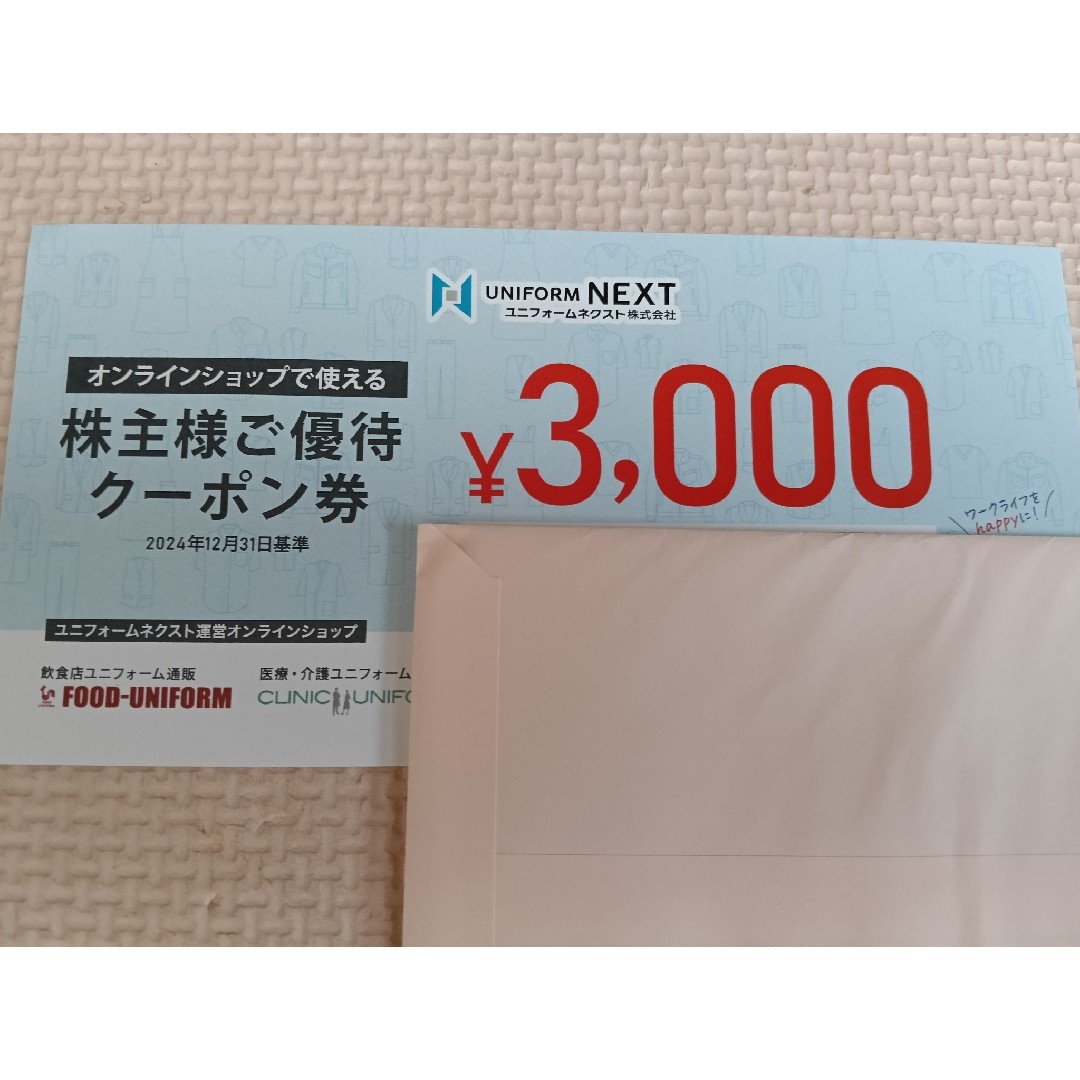 UNIFORM NEXT
ユニフォームネクスト株式会社
オンラインショップで使える
株主様ご優待
クーポン券
2024年12月31日基準
¥3,000
ワークライフを
happyに!
ユニフォームネクスト運営オンラインショップ
飲食店ユニフォーム通販
FOOD-UNIFORM
医療・介護ユニフォーム
CLINIC UNIFO